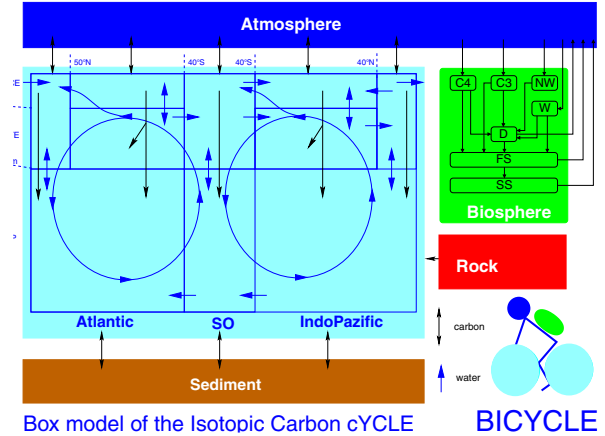 Atmosphere
50°N
40°S
40°S
40°N
C4
C3
NW
W
D
FS
SS
Biosphere
Rock
Atlantic
SO
IndoPazific
carbon
water
Sediment
Box model of the Isotopic Carbon cYCLE
BICYCLE